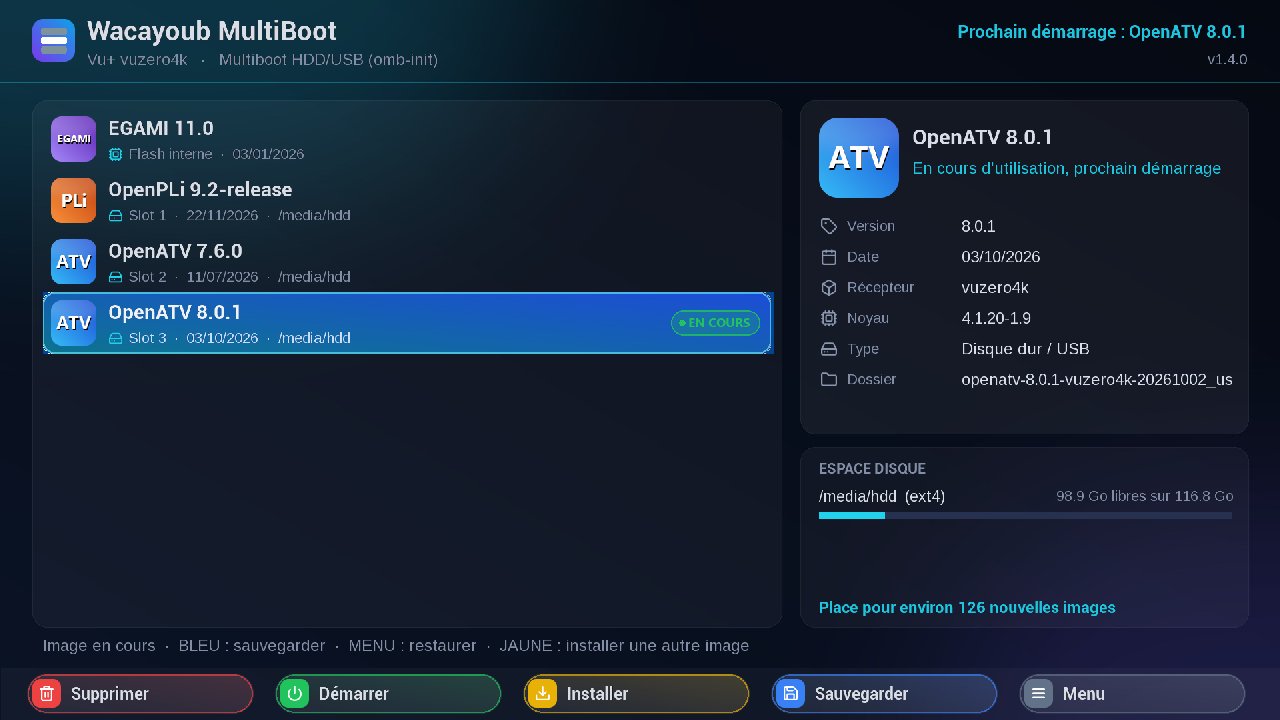 Wacayoub MultiBoot
Vu+ vuzero4k · Multiboot HDD/USB (omb-init)
Prochain démarrage : OpenATV 8.0.1
v1.4.0
EGAMI
EGAMI 11.0
Flash interne · 03/01/2026
PLi
OpenPLi 9.2-release
Slot 1 · 22/11/2026 · /media/hdd
ATV
OpenATV 7.6.0
Slot 2 · 11/07/2026 · /media/hdd
ATV
OpenATV 8.0.1
Slot 3 · 03/10/2026 · /media/hdd
EN COURS
ATV
OpenATV 8.0.1
En cours d'utilisation, prochain démarrage
Version 8.0.1
Date 03/10/2026
Récepteur vuzero4k
Noyau 4.1.20-1.9
Type Disque dur / USB
Dossier openatv-8.0.1-vuzero4k-20261002_us
ESPACE DISQUE
/media/hdd (ext4) 98.9 Go libres sur 116.8 Go
Place pour environ 126 nouvelles images
Image en cours · BLEU : sauvegarder · MENU : restaurer · JAUNE : installer une autre image
Supprimer Démarrer Installer Sauvegarder Menu